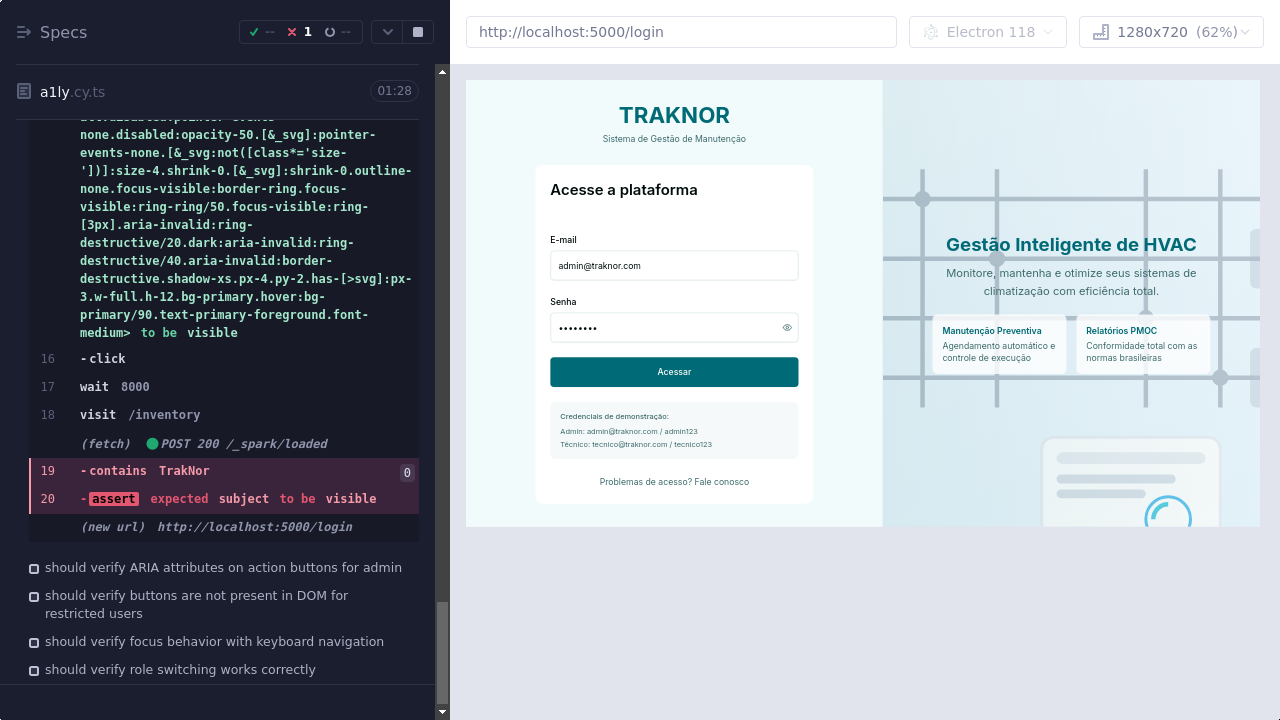 Specs
--
1
--
a11y.cy.ts
01:28
none.disabled:opacity-50.[&_svg]:pointer-
events-none.[&_svg:not([class*='size-
'])]:size-4.shrink-0.[&_svg]:shrink-0.outline-
none.focus-visible:border-ring.focus-
visible:ring-ring/50.focus-visible:ring-
[3px].aria-invalid:ring-
destructive/20.dark:aria-invalid:ring-
destructive/40.aria-invalid:border-
destructive.shadow-xs.px-4.py-2.has-[>svg]:px-
3.w-full.h-12.bg-primary.hover:bg-
primary/90.text-primary-foreground.font-
medium> to be visible
16 -click
17 wait 8000
18 visit /inventory
(fetch) POST 200 /_spark/loaded
19 -contains TrakNor 0
20 -assert expected subject to be visible
(new url) http://localhost:5000/login
should verify ARIA attributes on action buttons for admin
should verify buttons are not present in DOM for
restricted users
should verify focus behavior with keyboard navigation
should verify role switching works correctly
http://localhost:5000/login
Electron 118
1280x720 (62%)
TRAKNOR
Sistema de Gestão de Manutenção
Acesse a plataforma
E-mail
admin@traknor.com
Senha
••••••••
Acessar
Credenciais de demonstração:
Admin: admin@traknor.com / admin123
Técnico: tecnico@traknor.com / tecnico123
Problemas de acesso? Fale conosco
Gestão Inteligente de HVAC
Monitore, mantenha e otimize seus sistemas de
climatização com eficiência total.
Manutenção Preventiva
Agendamento automático e
controle de execução
Relatórios PMOC
Conformidade total com as
normas brasileiras